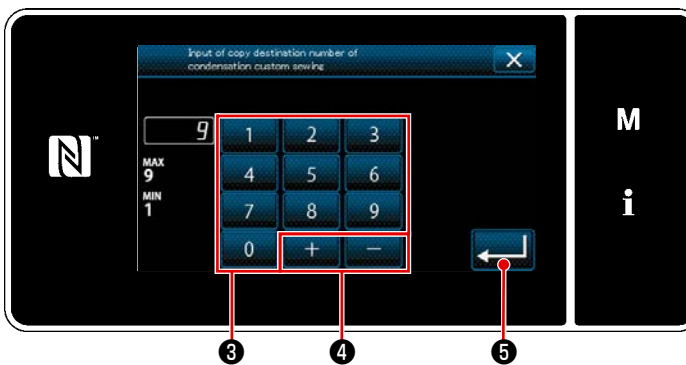 Input of copy destination number of
condensation custom sewing
X
9
1 2 3
MAX
9
4 5 6
MIN
1
7 8 9
0 + −
M
i
N™
❸ ❹ ❺